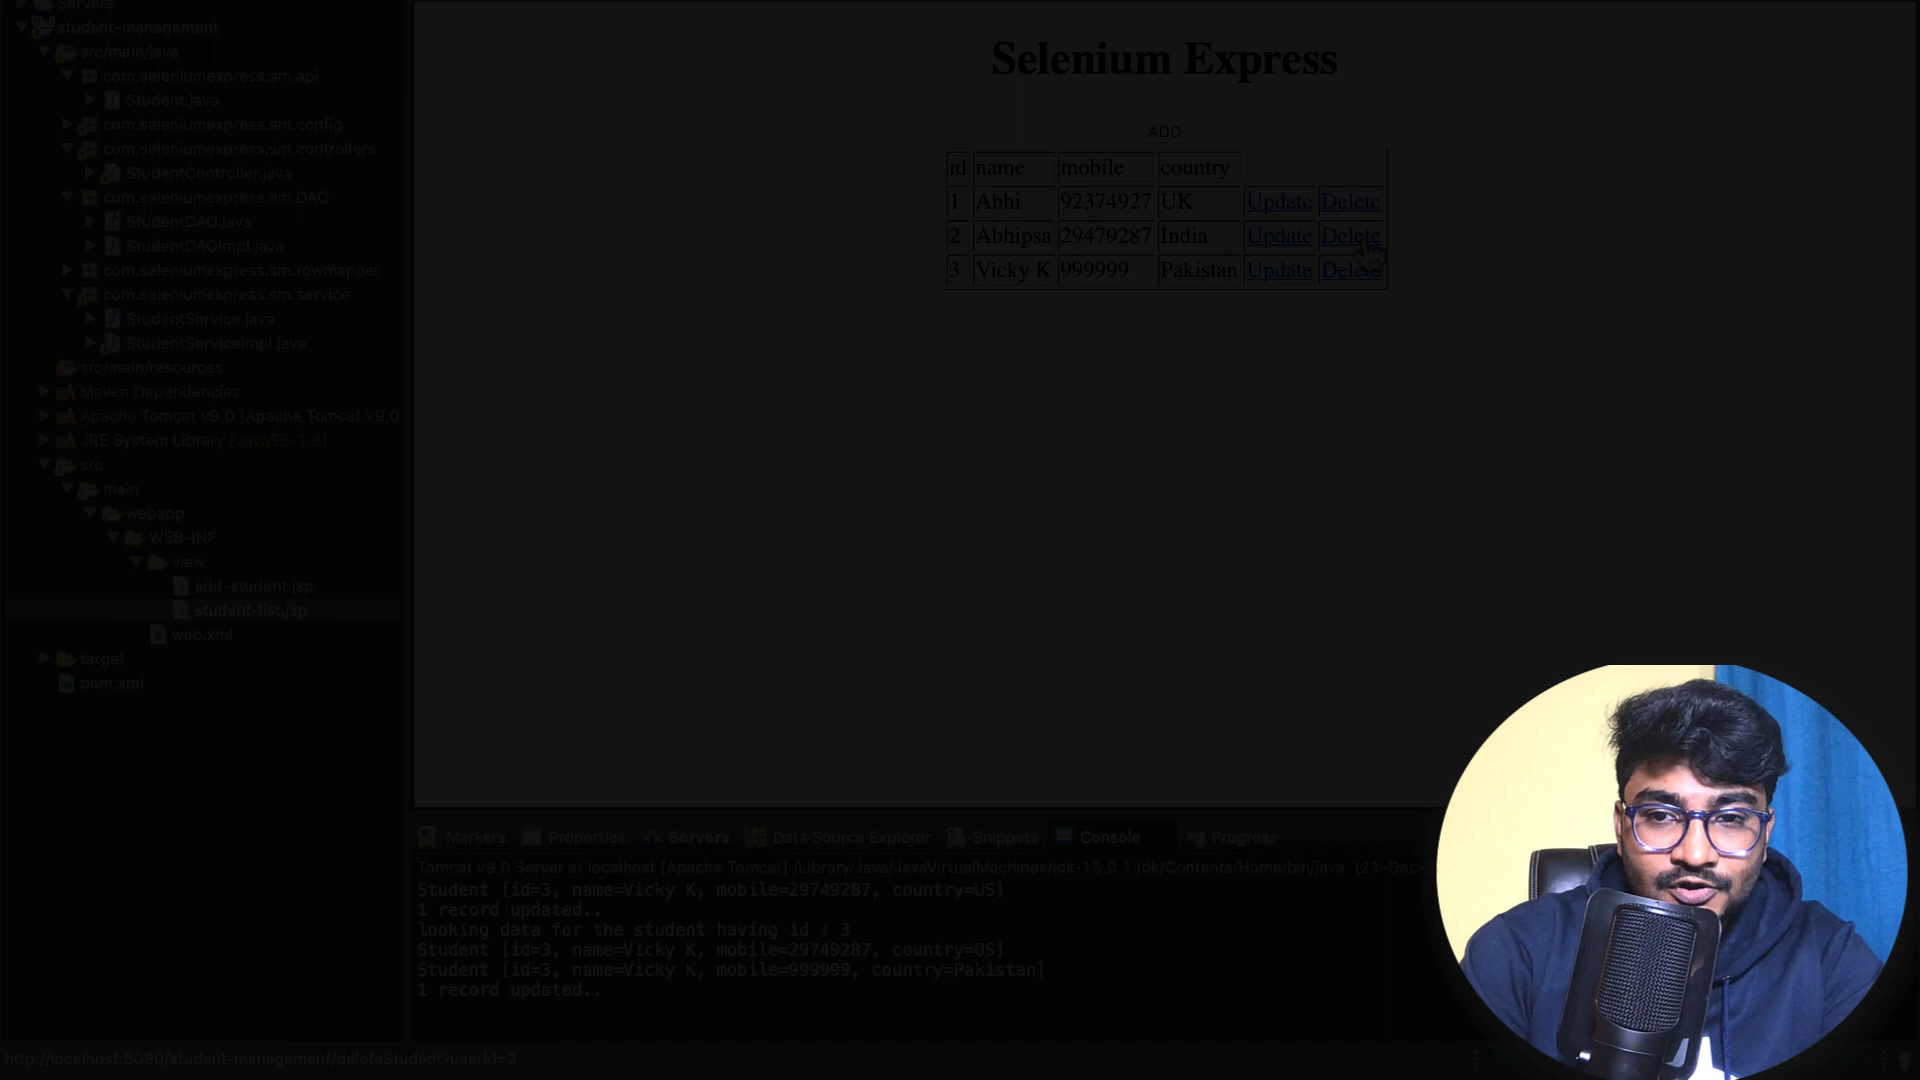 Servers
student-management
src/main/java
com.seleniumexpress.sm.api
Student.java
com.seleniumexpress.sm.config
com.seleniumexpress.sm.controllers
StudentController.java
com.seleniumexpress.sm.DAO
StudentDAO.java
StudentDAOImpl.java
com.seleniumexpress.sm.rowmapper
com.seleniumexpress.sm.service
StudentService.java
StudentServiceImpl.java
src/main/resources
Maven Dependencies
Apache Tomcat v9.0 [Apache Tomcat v9.0
JRE System Library [JavaSE-1.8]
src
main
webapp
WEB-INF
view
add-student.jsp
student-list.jsp
web.xml
target
pom.xml
Selenium Express
ADD
id name mobile country
1 Abhi 92374927 UK Update Delete
2 Abhipsa 29479287 India Update Delete
3 Vicky K 999999 Pakistan Update Delete
Markers Properties Servers Data Source Explorer Snippets Console Progress
Tomcat v9.0 Server at localhost [Apache Tomcat] /Library/Java/JavaVirtualMachines/jdk-15.0.1.jdk/Contents/Home/bin/java (21-Dec-
Student [id=3, name=Vicky K, mobile=29749287, country=US]
1 record updated..
looking data for the student having id : 3
Student [id=3, name=Vicky K, mobile=29749287, country=US]
Student [id=3, name=Vicky K, mobile=999999, country=Pakistan]
1 record updated..
http://localhost:8080/student-management/deleteStudent?userId=2